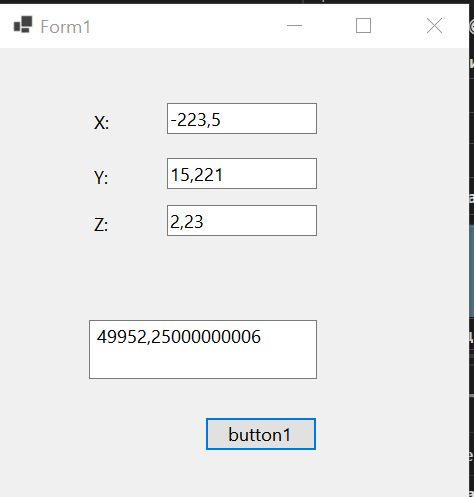 Form1
X:
-223,5
Y:
15,221
Z:
2,23
49952,25000000006
button1